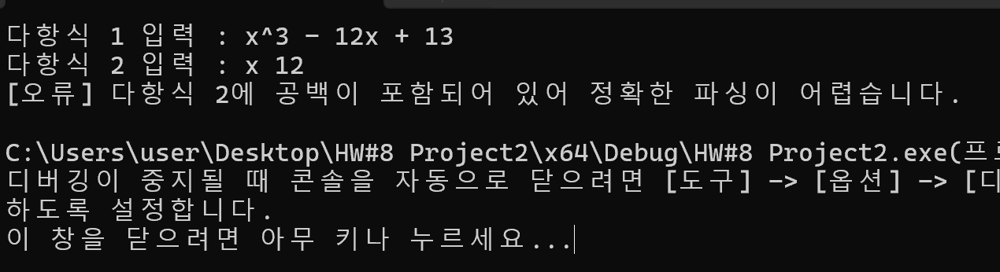 다항식 1 입력 : x^3 - 12x + 13
다항식 2 입력 : x 12
[오류] 다항식 2에 공백이 포함되어 있어 정확한 파싱이 어렵습니다.
C:\Users\user\Desktop\HW#8 Project2\x64\Debug\HW#8 Project2.exe(프로
디버깅이 중지될 때 콘솔을 자동으로 닫으려면 [도구] -> [옵션] -> [디
하도록 설정합니다.
이 창을 닫으려면 아무 키나 누르세요...